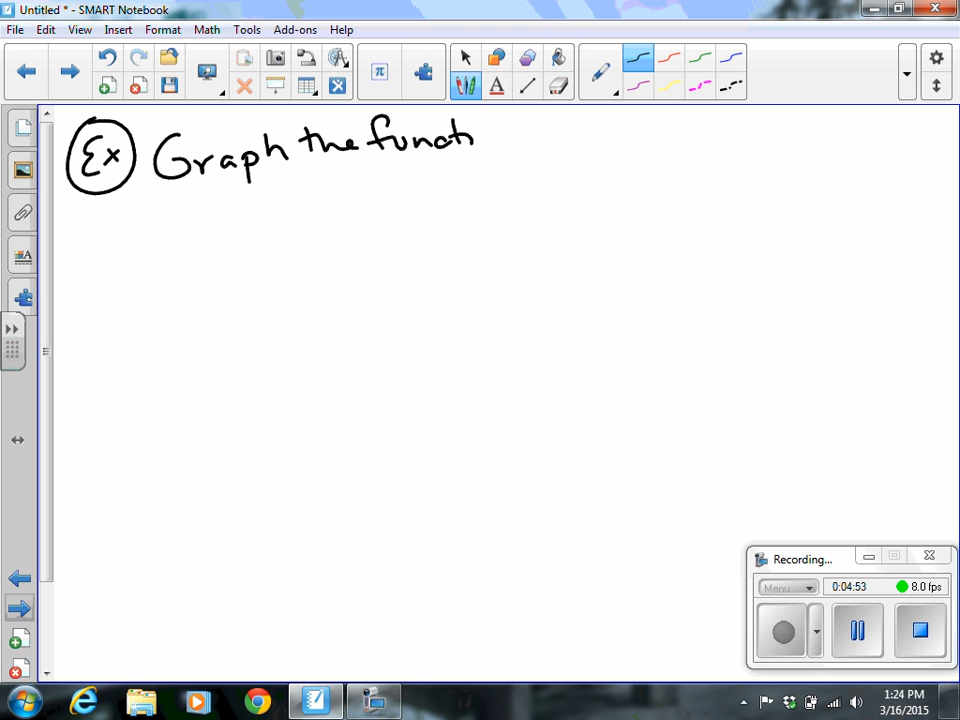 Untitled * - SMART Notebook
File Edit View Insert Format Math Tools Add-ons Help
Ex Graph the funct
Recording...
Menu 0:04:53 8.0 fps
1:24 PM
3/16/2015